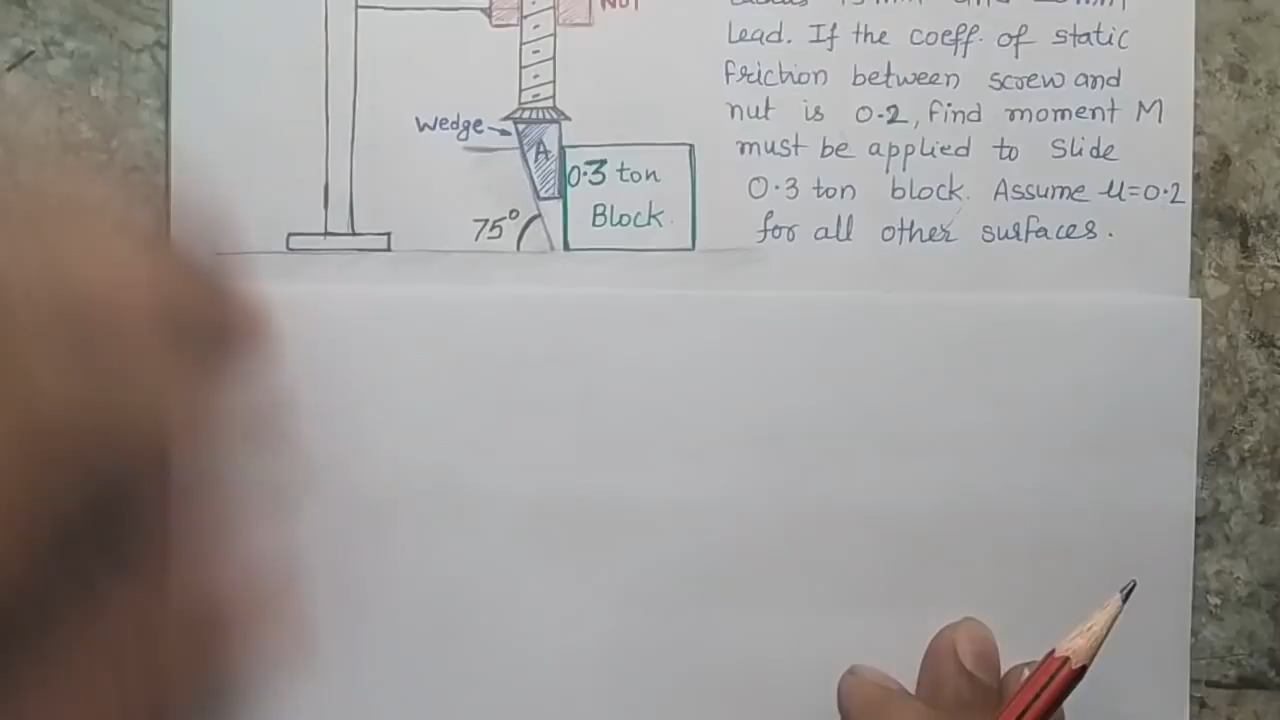 NUT
Lead. If the coeff. of static
friction between screw and
nut is 0.2, find moment M
must be applied to slide
0.3 ton block. Assume μ=0.2
for all other surfaces.
Wedge
A
0.3 ton
Block.
75°